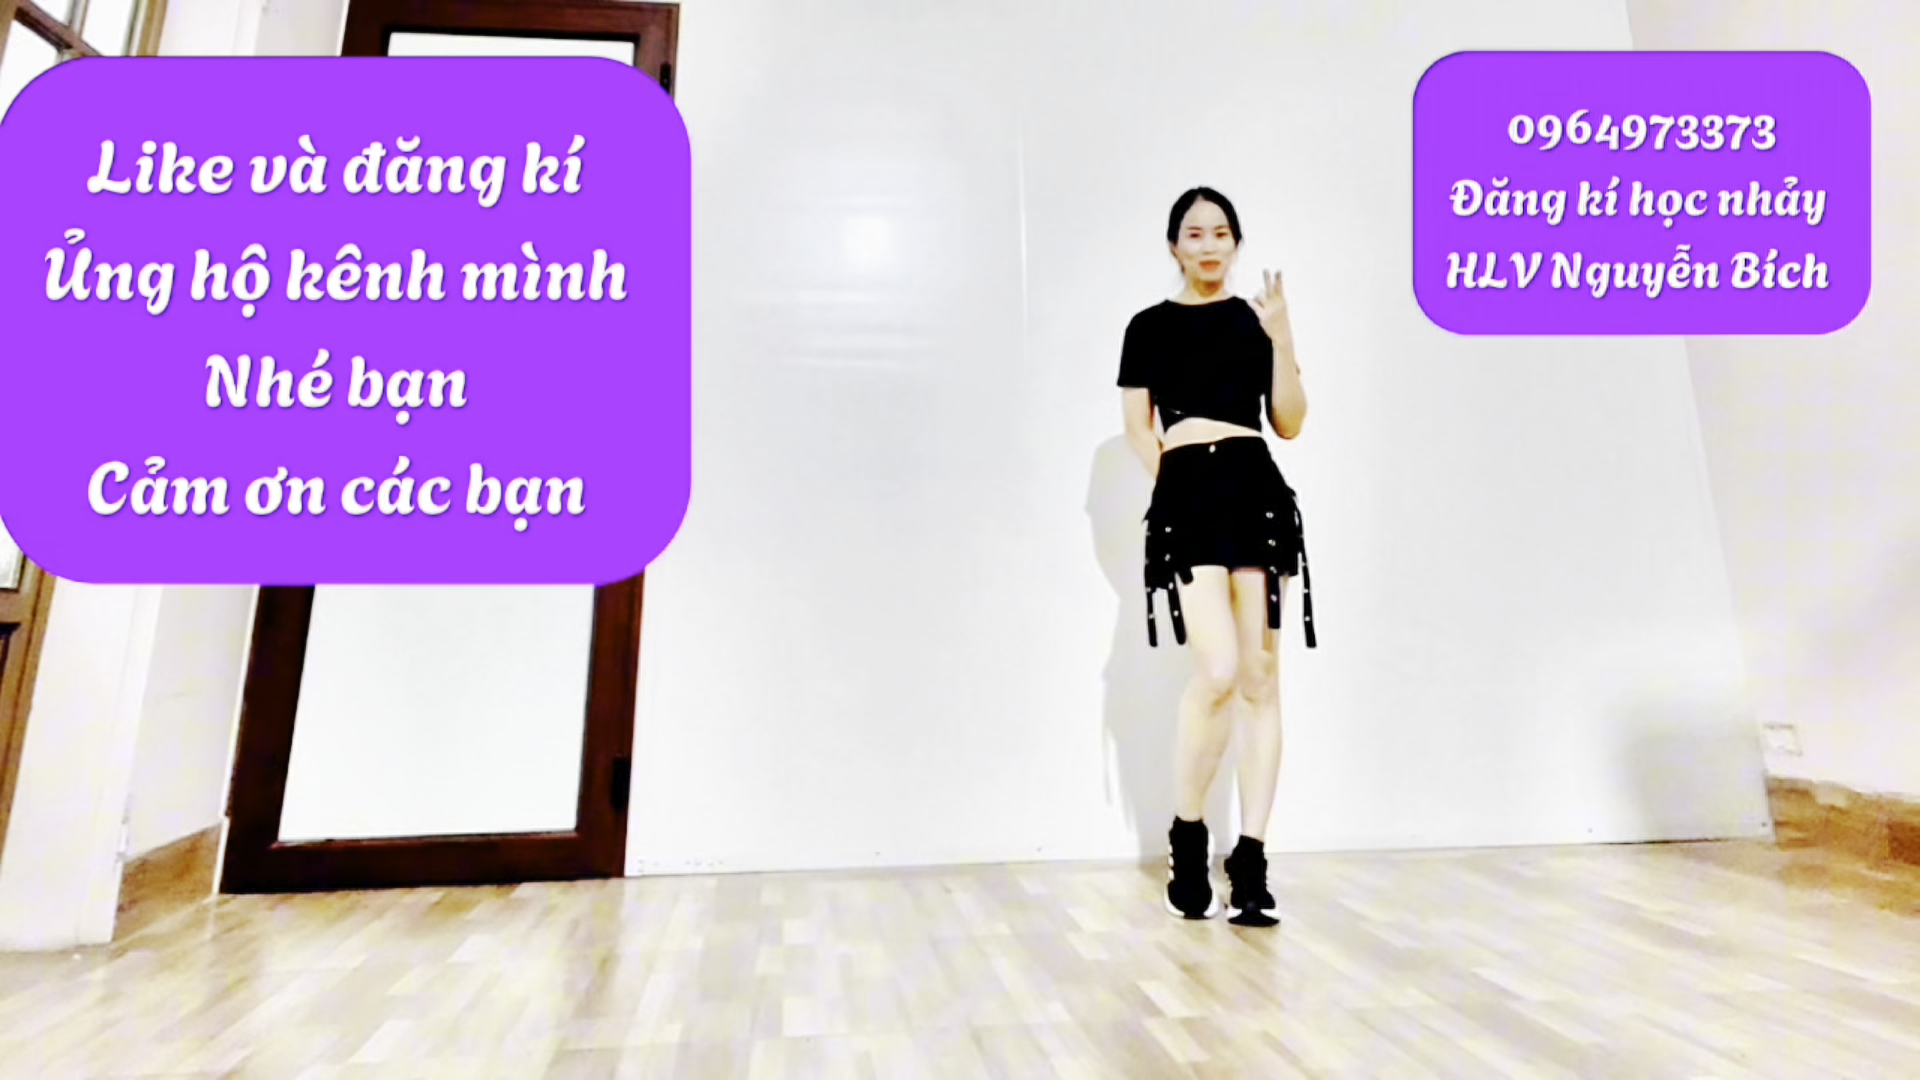 Like và đăng kí
Ủng hộ kênh mình
Nhé bạn
Cảm ơn các bạn
0964973373
Đăng kí học nhảy
HLV Nguyễn Bích